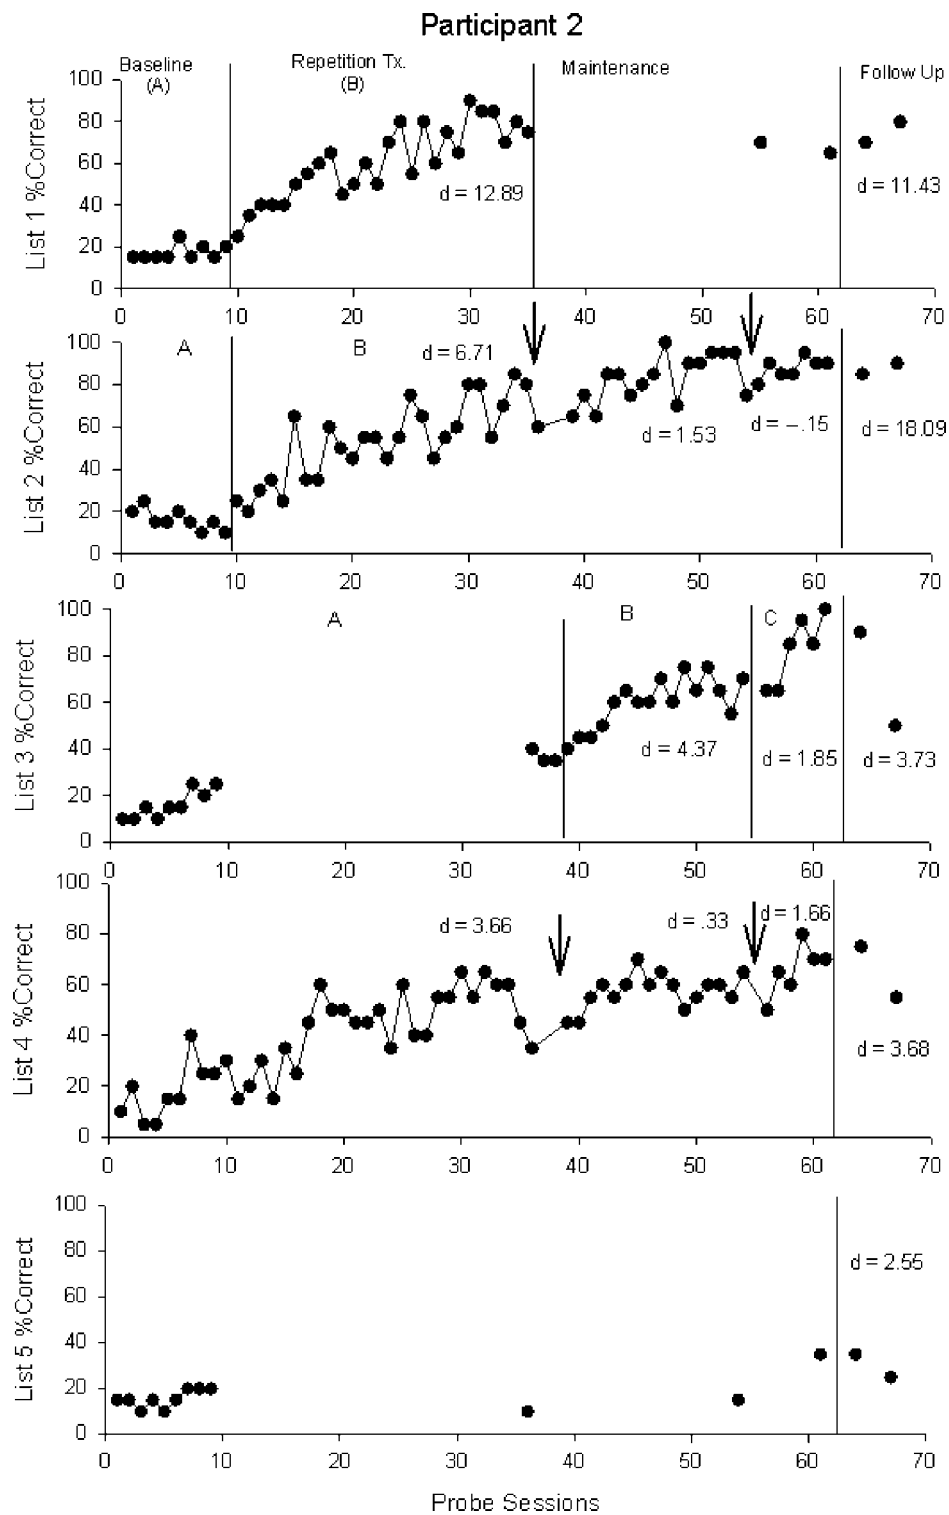 Participant 2
Baseline
(A)
Repetition Tx.
(B)
Maintenance
Follow Up
List 1 %Correct
100
80
60
40
20
0
d = 12.89
d = 11.43
0 10 20 30 40 50 60 70
List 2 %Correct
100
80
60
40
20
0
A
B
d = 6.71
d = 1.53
d = –.15
d = 18.09
0 10 20 30 40 50 60 70
List 3 %Correct
100
80
60
40
20
0
A
B
C
d = 4.37
d = 1.85
d = 3.73
0 10 20 30 40 50 60 70
List 4 %Correct
100
80
60
40
20
0
d = 3.66
d = .33
d = 1.66
d = 3.68
0 10 20 30 40 50 60 70
List 5 %Correct
100
80
60
40
20
0
d = 2.55
0 10 20 30 40 50 60 70
Probe Sessions